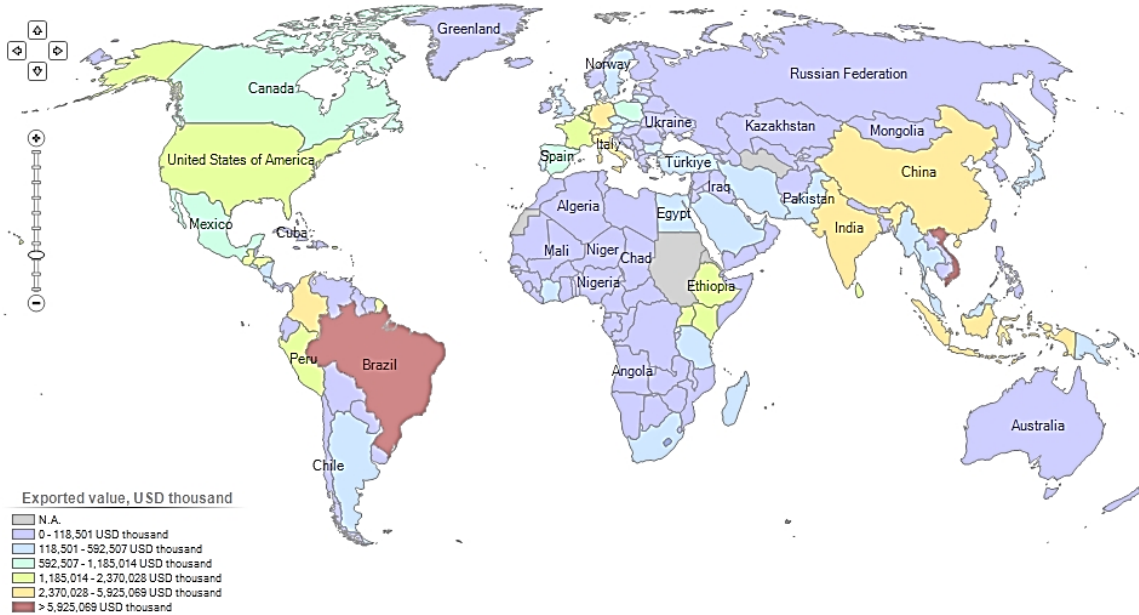 Greenland
Norway
Russian Federation
Canada
Ukraine
Kazakhstan
Mongolia
United States of America
Italy
Spain
Türkiye
China
Iraq
Pakistan
Mexico
Algeria
Egypt
India
Cuba
Mali
Niger
Chad
Nigeria
Ethiopia
Peru
Brazil
Angola
Australia
Chile
Exported value, USD thousand
N.A.
0 - 118,501 USD thousand
118,501 - 592,507 USD thousand
592,507 - 1,185,014 USD thousand
1,185,014 - 2,370,028 USD thousand
2,370,028 - 5,925,069 USD thousand
> 5,925,069 USD thousand